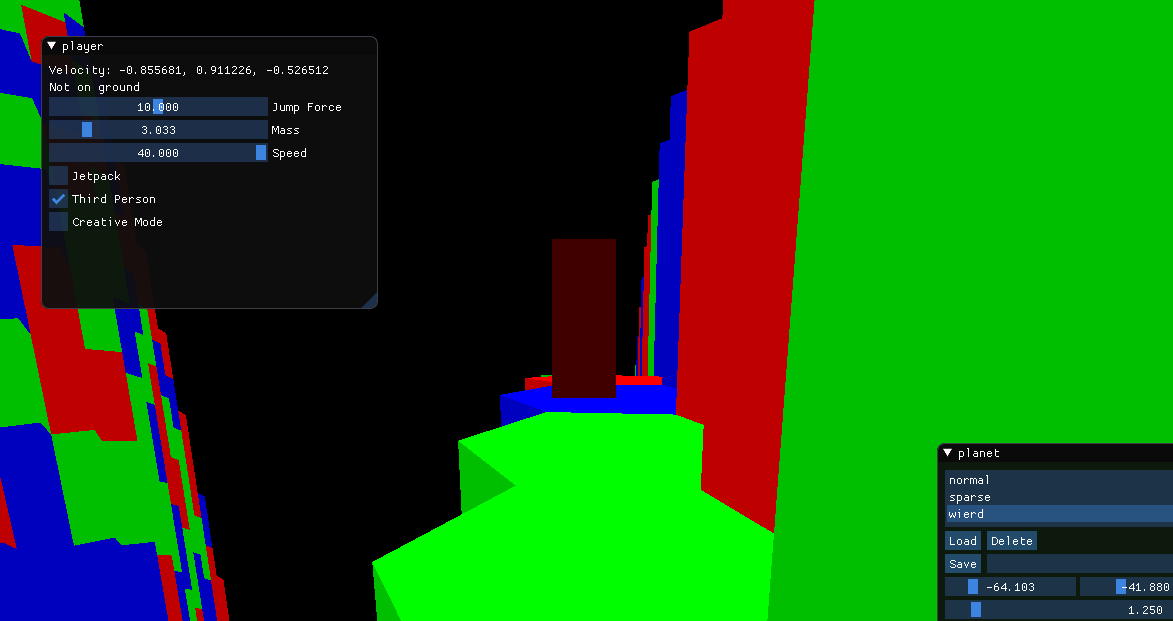 player
Velocity: -0.855681, 0.911226, -0.526512
Not on ground
10.000 Jump Force
3.033 Mass
40.000 Speed
Jetpack
Third Person
Creative Mode
planet
normal
sparse
wierd
Load Delete
Save
-64.103 -41.880
1.250